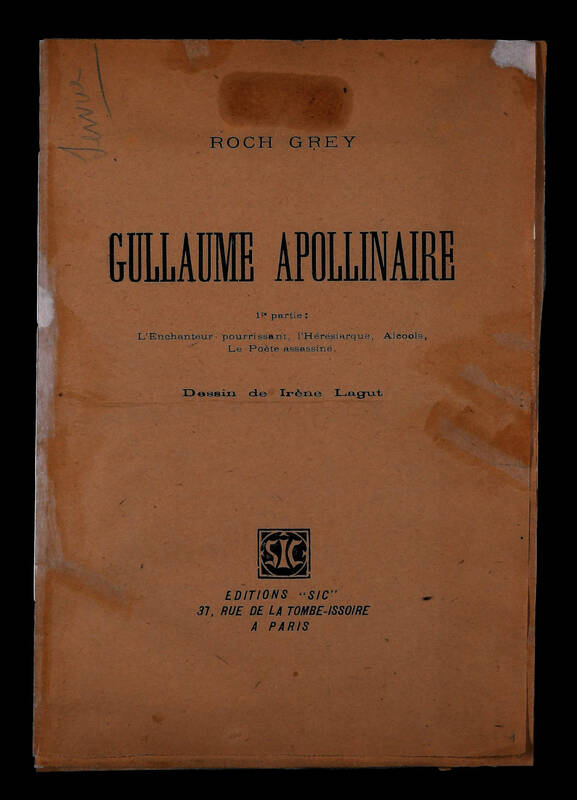 ROCH GREY
GULLAUME APOLLINAIRE
1re partie:
L'Enchanteur pourrissant, l'Hérésiarque, Alcools,
Le Poète assassiné.
Dessin de Irène Lagut
SIC
EDITIONS "SIC"
37, RUE DE LA TOMBE-ISSOIRE
A PARIS